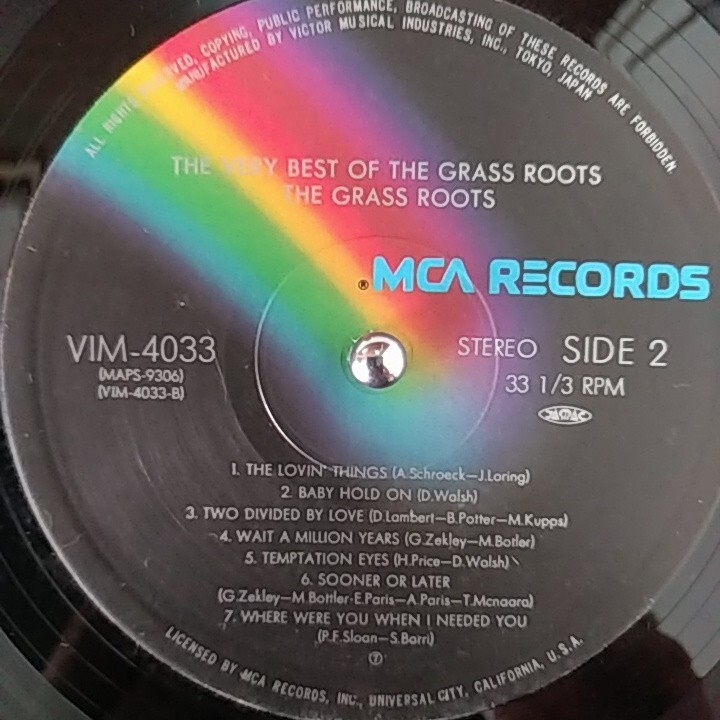 ALL RIGHTS RESERVED. COPYING, PUBLIC PERFORMANCE, BROADCASTING OF THESE RECORDS ARE FORBIDDEN
MANUFACTURED BY VICTOR MUSICAL INDUSTRIES, INC., TOKYO, JAPAN
THE VERY BEST OF THE GRASS ROOTS
THE GRASS ROOTS
® MCA RECORDS
VIM-4033
(MAPS-9306)
(VIM-4033-B)
STEREO SIDE 2
33 1/3 RPM
JASRAC
1. THE LOVIN' THINGS (A.Schroeck—J.Loring)
2. BABY HOLD ON (D.Walsh)
3. TWO DIVIDED BY LOVE (D.Lambert—B.Potter—M.Kupps)
4. WAIT A MILLION YEARS (G.Zekley—M.Botler)
5. TEMPTATION EYES (H.Price—D.Walsh)
6. SOONER OR LATER
(G.Zekley—M.Bottler-E.Paris—A.Paris—T.Mcnaara)
7. WHERE WERE YOU WHEN I NEEDED YOU
(P.F.Sloan—S.Barri)
LICENSED BY MCA RECORDS, INC., UNIVERSAL CITY, CALIFORNIA, U.S.A.